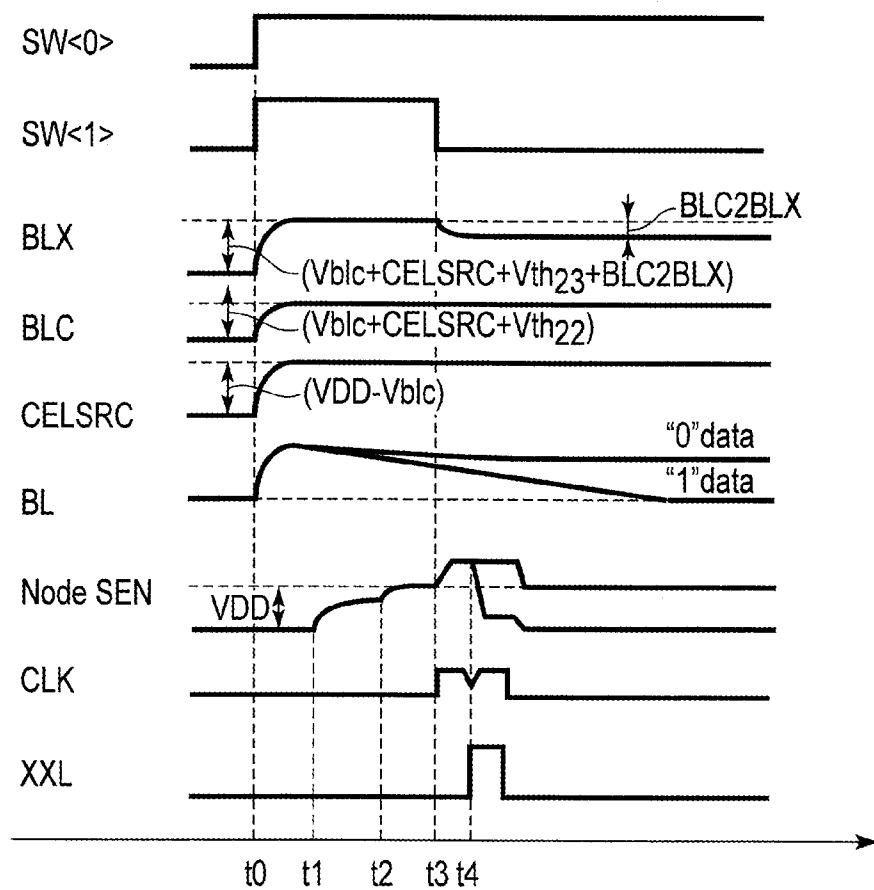 SW<0>
SW<1>
BLC2BLX
BLX
(Vblc+CELSRC+Vth23+BLC2BLX)
BLC
(Vblc+CELSRC+Vth22)
(VDD-Vblc)
CELSRC
"0"data
"1"data
BL
Node SEN
VDD
CLK
XXL
t0 t1 t2 t3 t4